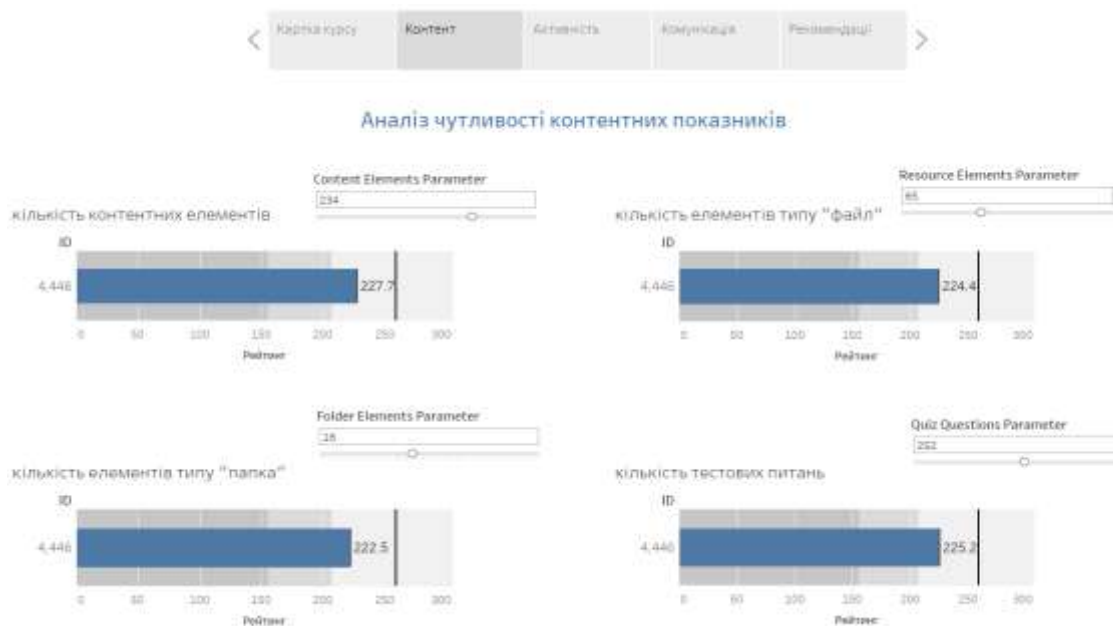 Картка курсу
Контент
Активність
Комунікація
Рекомендації
Аналіз чутливості контентних показників
Content Elements Parameter
234
кількість контентних елементів
ID
4,446
227.7
0 50 100 150 200 250 300
Рейтинг
Resource Elements Parameter
65
кількість елементів типу "файл"
ID
4,446
224.4
0 50 100 150 200 250 300
Рейтинг
Folder Elements Parameter
кількість елементів типу "папка"
ID
4,446
222.5
0 50 100 150 200 250 300
Рейтинг
Quiz Questions Parameter
252
кількість тестових питань
ID
4,446
225.2
0 50 100 150 200 250 300
Рейтинг